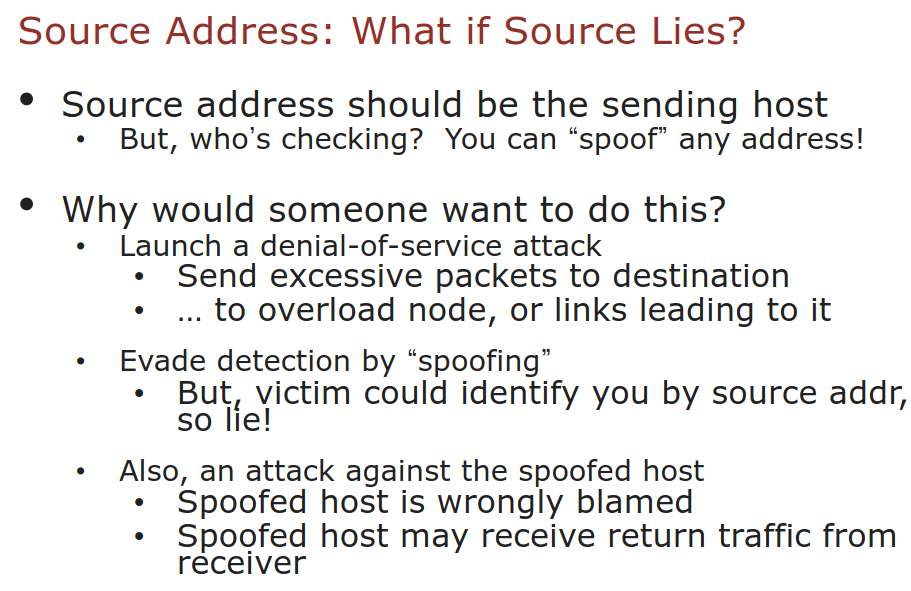 Source Address: What if Source Lies?
• Source address should be the sending host
• But, who’s checking?  You can “spoof” any address!
• Why would someone want to do this?
• Launch a denial-of-service attack
• Send excessive packets to destination
• … to overload node, or links leading to it
• Evade detection by “spoofing”
• But, victim could identify you by source addr,
so lie!
• Also, an attack against the spoofed host
• Spoofed host is wrongly blamed
• Spoofed host may receive return traffic from
receiver